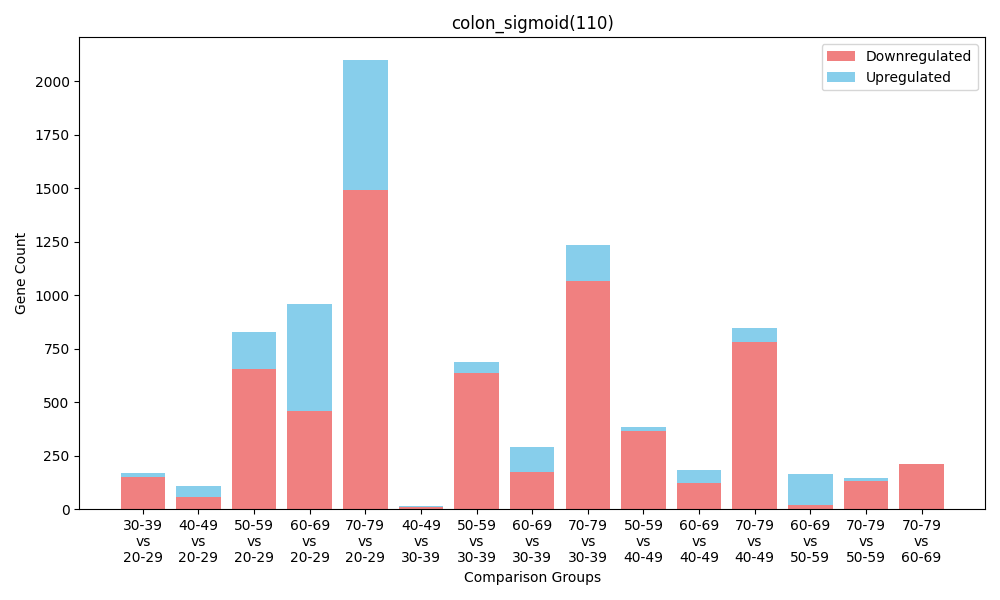 colon_sigmoid(110)
Downregulated
Upregulated
Gene Count
2000
1750
1500
1250
1000
750
500
250
0
30-39 vs 20-29
40-49 vs 20-29
50-59 vs 20-29
60-69 vs 20-29
70-79 vs 20-29
40-49 vs 30-39
50-59 vs 30-39
60-69 vs 30-39
70-79 vs 30-39
50-59 vs 40-49
60-69 vs 40-49
70-79 vs 40-49
60-69 vs 50-59
70-79 vs 50-59
70-79 vs 60-69
Comparison Groups